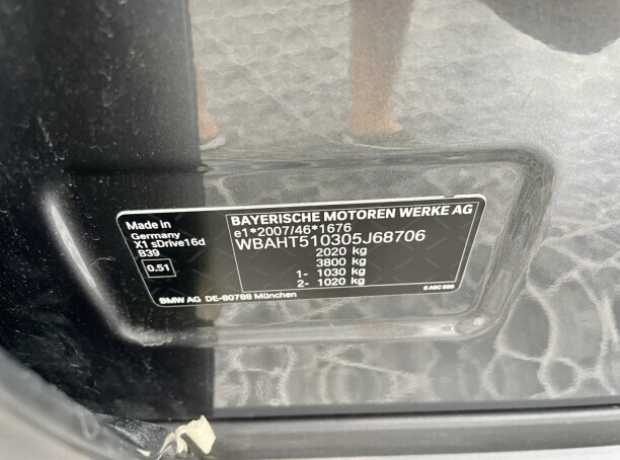 Made in
Germany
X1 sDrive16d
B39
0.51
BAYERISCHE MOTOREN WERKE AG
e1*2007/46*1676
WBAHT510305J68706
2020 kg
3800 kg
1- 1030 kg
2- 1020 kg
BMW AG DE-80788 München